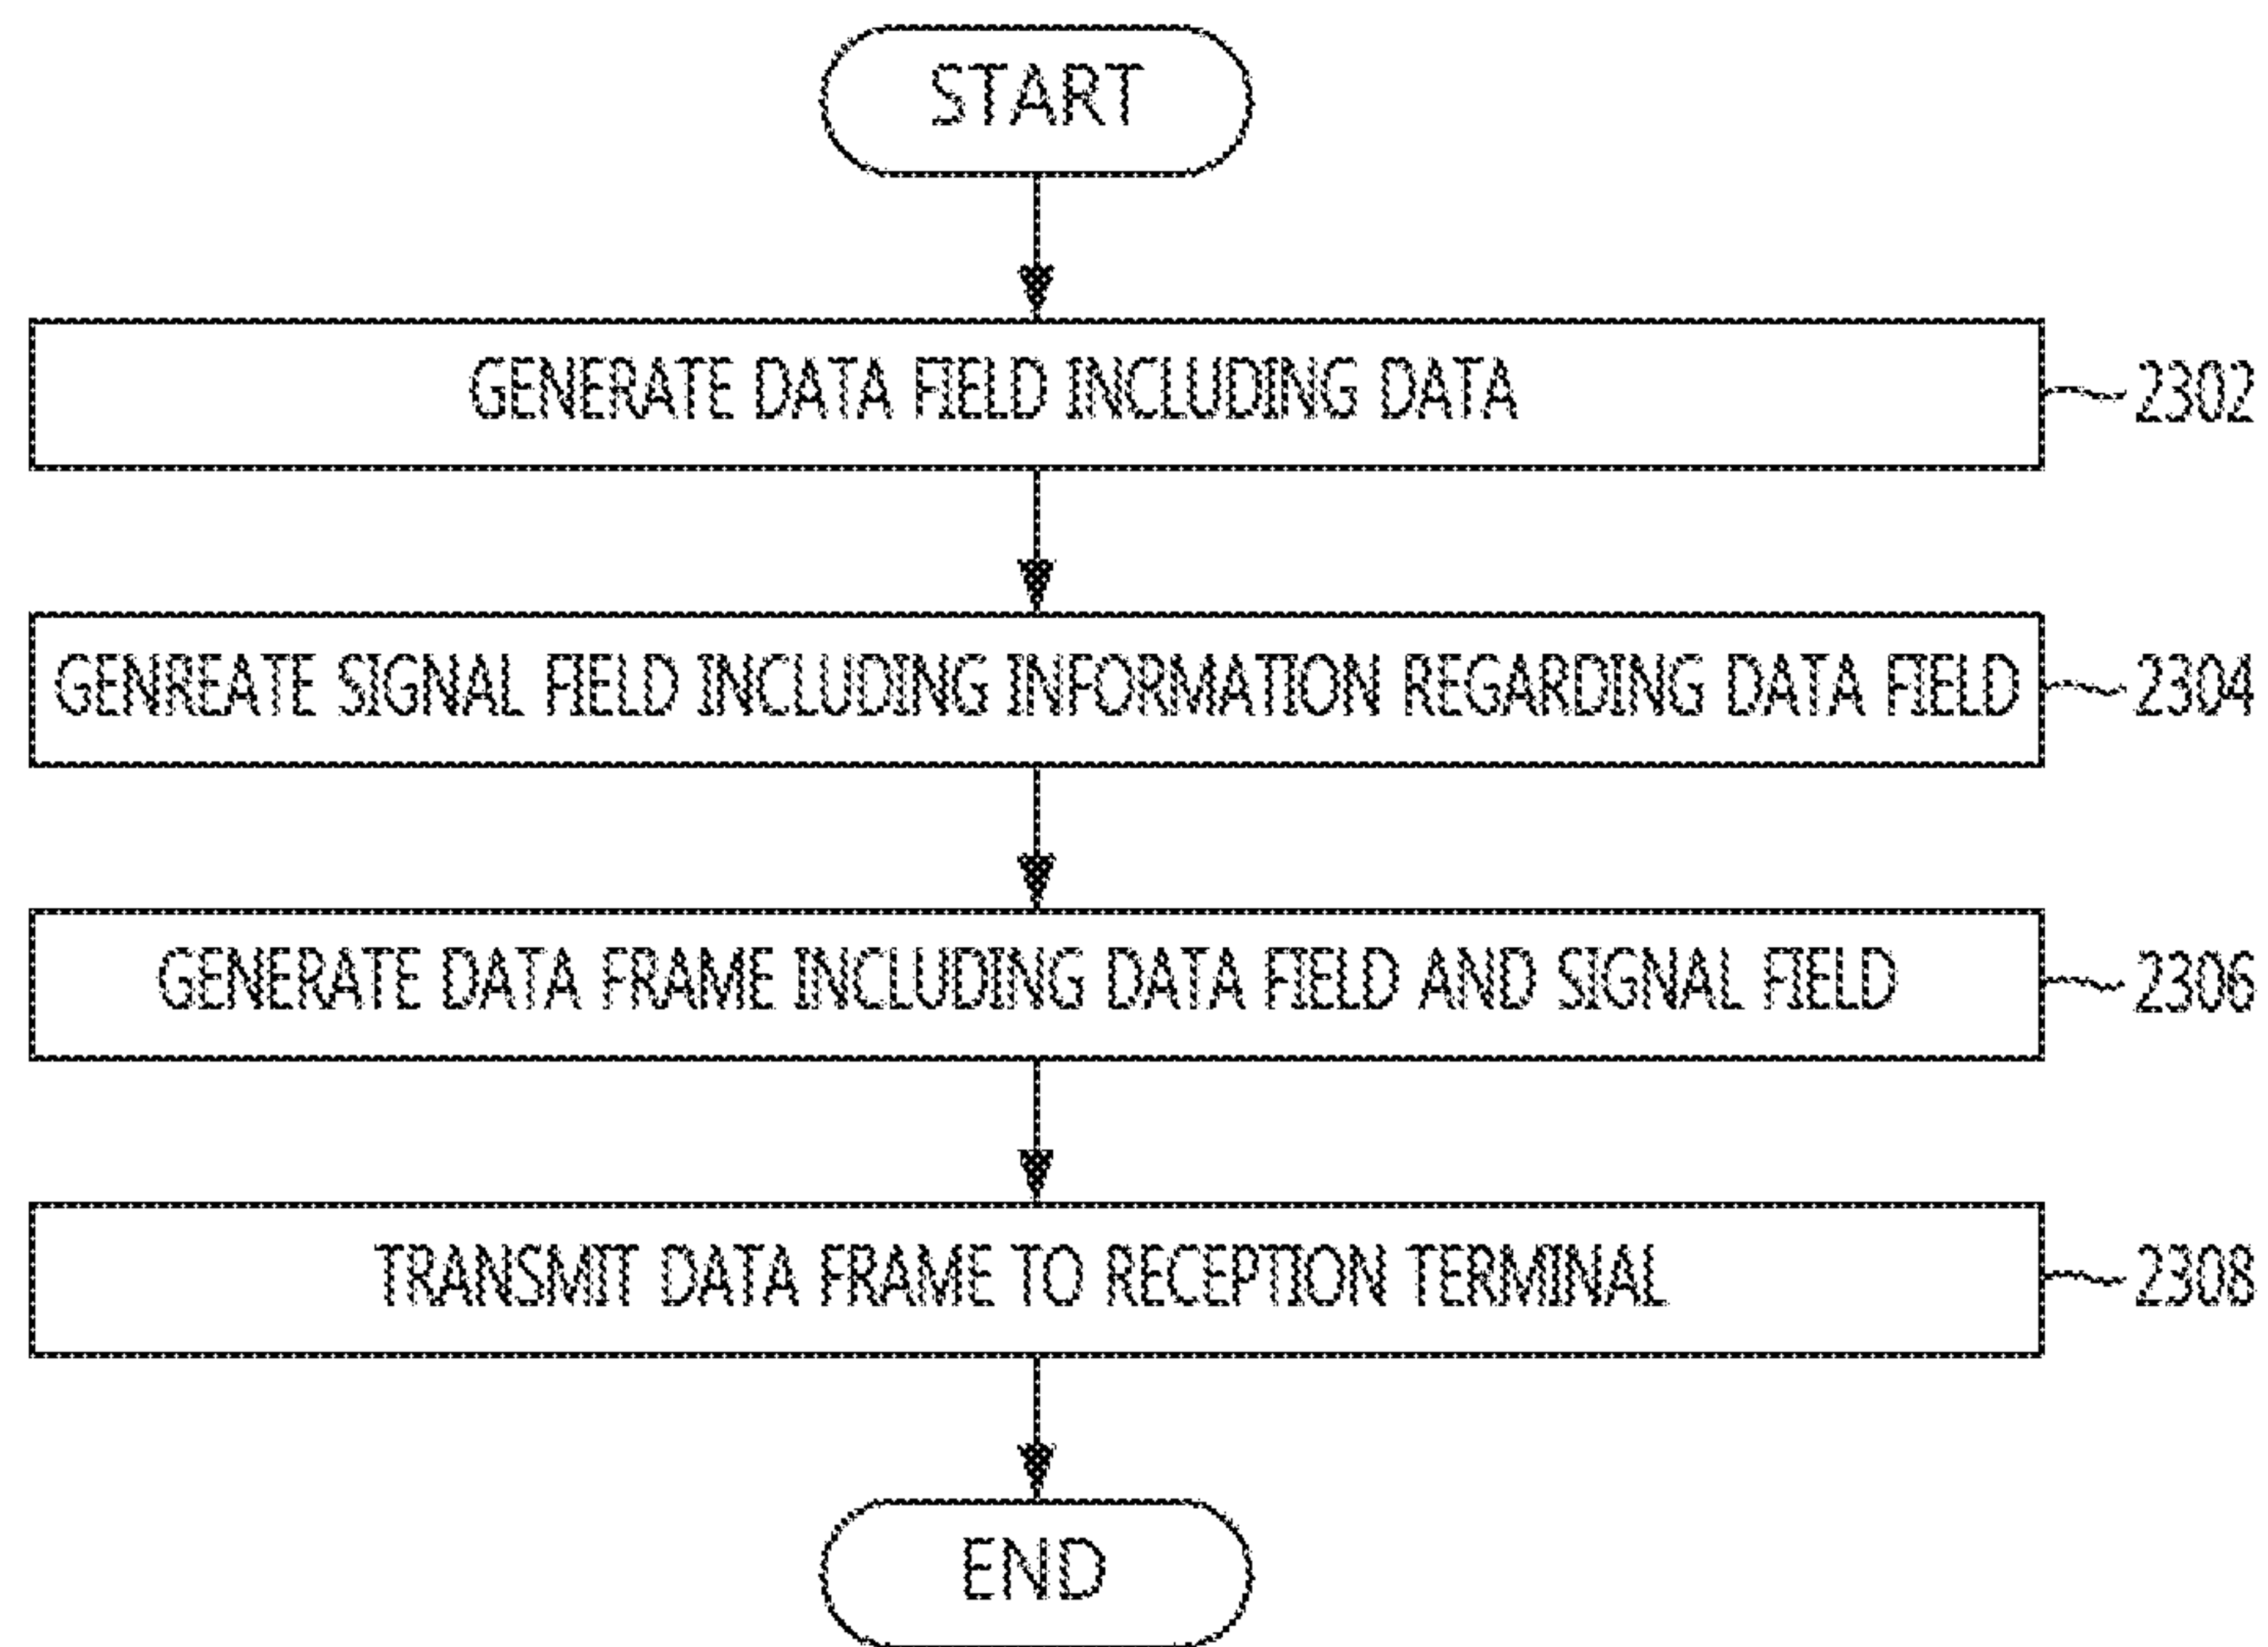 START
GENERATE DATA FIELD INCLUDING DATA
2302
GENREATE SIGNAL FIELD INCLUDING INFORMATION REGARDING DATA FIELD
2304
GENERATE DATA FRAME INCLUDING DATA FIELD AND SIGNAL FIELD
2306
TRANSMIT DATA FRAME TO RECEPTION TERMINAL
2308
END